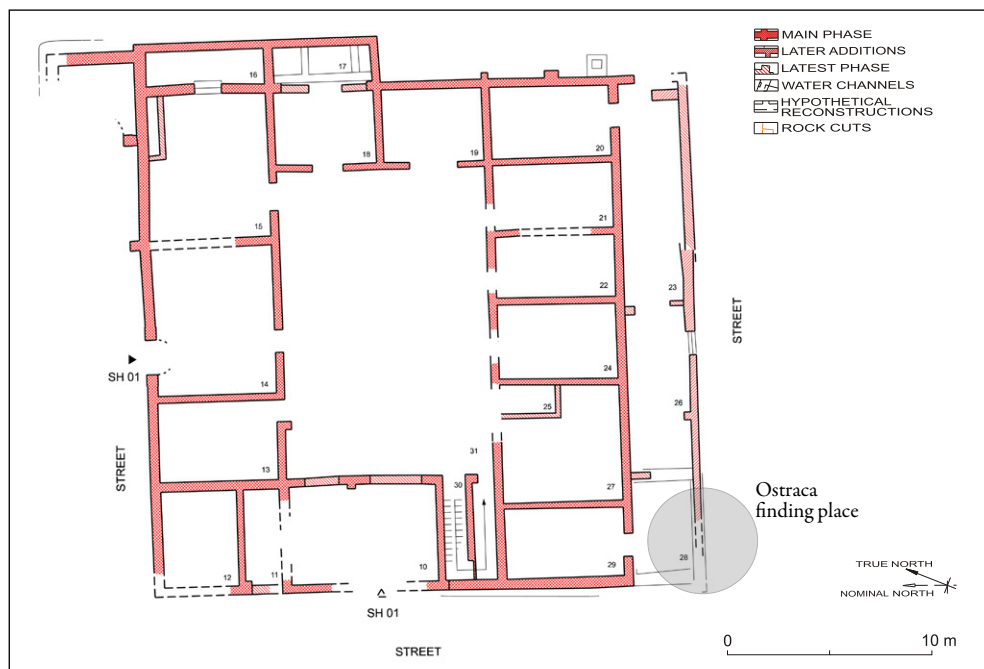 MAIN PHASE
LATER ADDITIONS
LATEST PHASE
WATER CHANNELS
HYPOTHETICAL
RECONSTRUCTIONS
ROCK CUTS
16
17
18
19
20
15
21
22
23
STREET
24
14
SH 01
25
26
13
STREET
31
30
27
Ostraca
finding place
12
11
10
29
28
SH 01
STREET
TRUE NORTH
NOMINAL NORTH
0
10 m